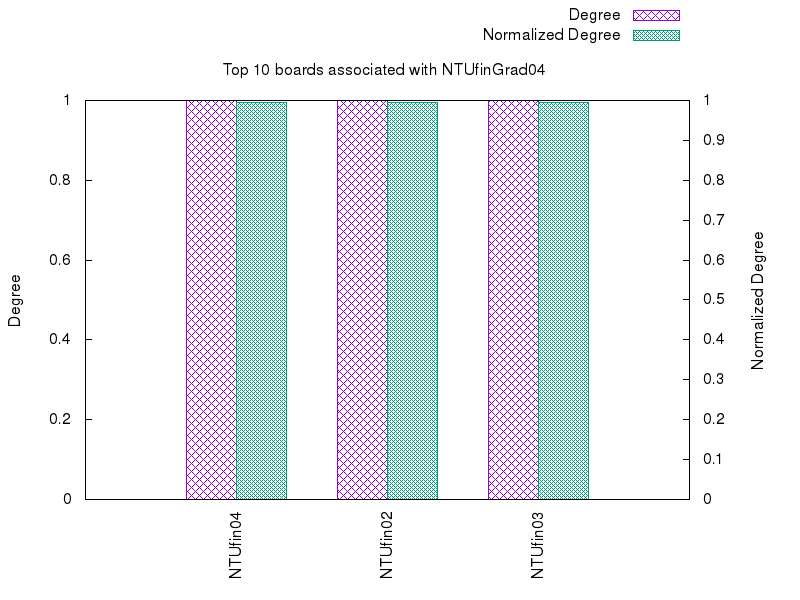 Degree
Normalized Degree
Top 10 boards associated with NTUfinGrad04
1
0.8
0.6
0.4
0.2
0
1
0.9
0.8
0.7
0.6
0.5
0.4
0.3
0.2
0.1
0
Degree
Normalized Degree
NTUfin04
NTUfin02
NTUfin03